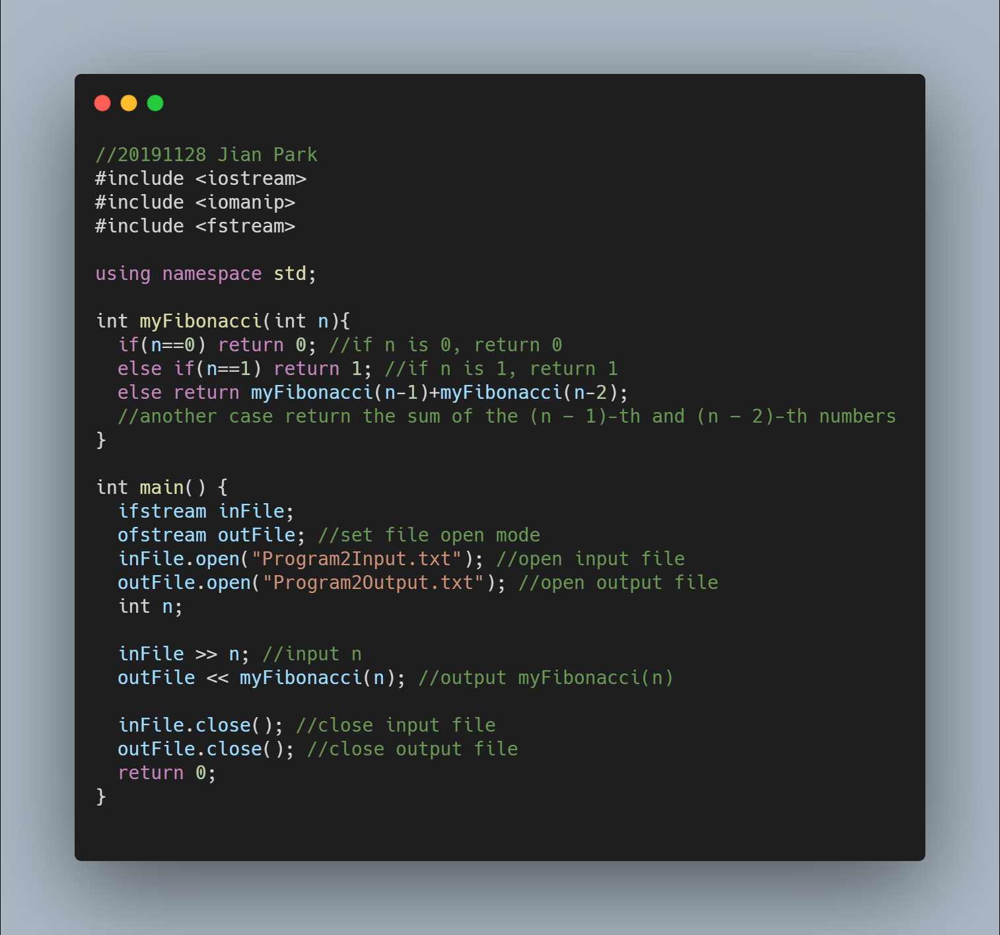 //20191128 Jian Park
#include <iostream>
#include <iomanip>
#include <fstream>

using namespace std;

int myFibonacci(int n){
  if(n==0) return 0; //if n is 0, return 0
  else if(n==1) return 1; //if n is 1, return 1
  else return myFibonacci(n-1)+myFibonacci(n-2);
  //another case return the sum of the (n − 1)-th and (n − 2)-th numbers
}

int main() {
  ifstream inFile;
  ofstream outFile; //set file open mode
  inFile.open("Program2Input.txt"); //open input file
  outFile.open("Program2Output.txt"); //open output file
  int n;

  inFile >> n; //input n
  outFile << myFibonacci(n); //output myFibonacci(n)

  inFile.close(); //close input file
  outFile.close(); //close output file
  return 0;
}